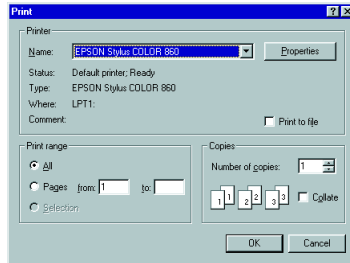 Print
Printer
Name: EPSON Stylus COLOR 860 Properties
Status: Default printer; Ready
Type: EPSON Stylus COLOR 860
Where: LPT1:
Comment: Print to file
Print range
All
Pages from: 1 to:
Selection
Copies
Number of copies: 1
1 1 2 2 3 3 Collate
OK Cancel